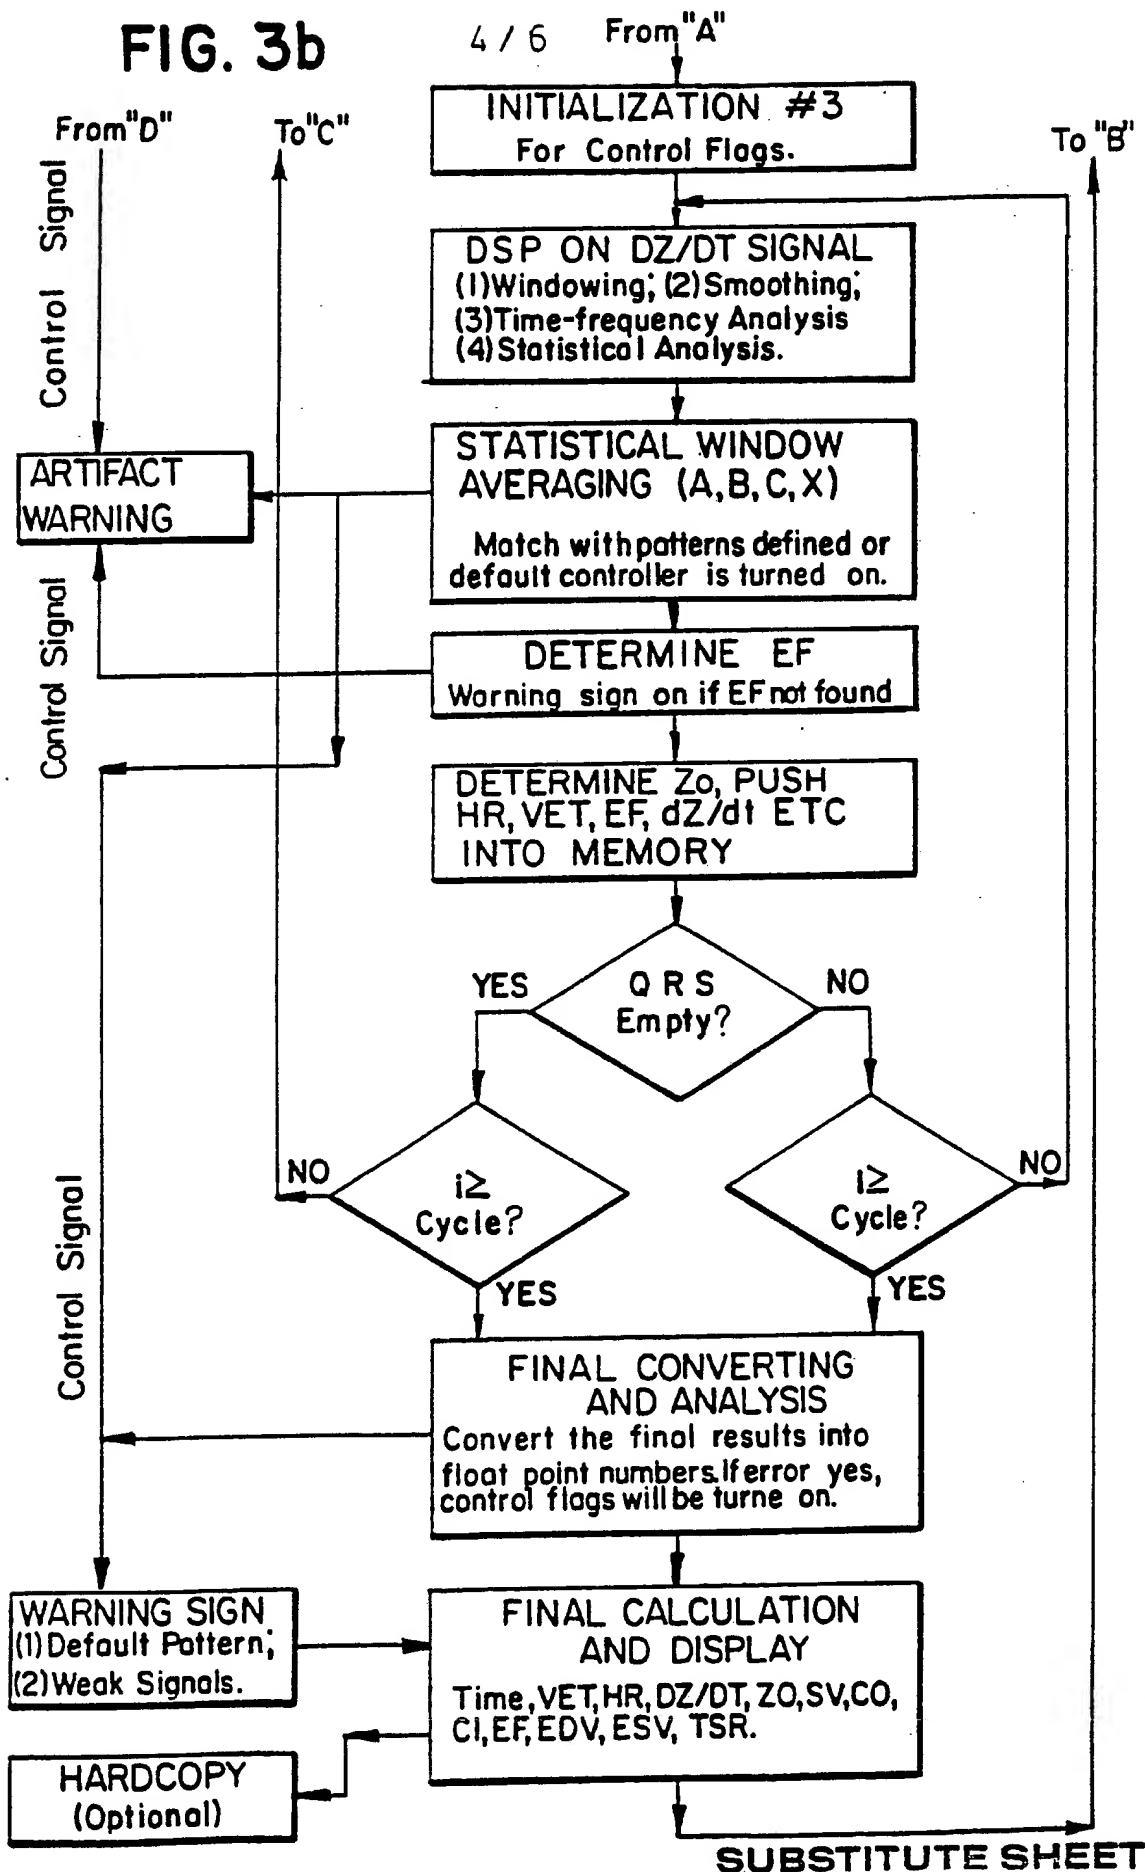 FIG. 3b
4/6
From "A"
INITIALIZATION #3
For Control Flags.
From "D"
To "C"
To "B"
Control Signal
DSP ON DZ/DT SIGNAL
(1) Windowing; (2) Smoothing;
(3) Time-frequency Analysis
(4) Statistical Analysis.
ARTIFACT
WARNING
STATISTICAL WINDOW
AVERAGING (A, B, C, X)
Match with patterns defined or
default controller is turned on.
Control Signal
DETERMINE EF
Warning sign on if EF not found
DETERMINE Zo, PUSH
HR, VET, EF, dZ/dt ETC
INTO MEMORY
YES
QRS
Empty?
NO
NO
i≥
Cycle?
YES
i≥
Cycle?
NO
YES
Control Signal
FINAL CONVERTING
AND ANALYSIS
Convert the final results into
float point numbers. If error yes,
control flags will be turne on.
WARNING SIGN
(1) Default Pattern;
(2) Weak Signals.
FINAL CALCULATION
AND DISPLAY
Time, VET, HR, DZ/DT, ZO, SV, CO,
CI, EF, EDV, ESV, TSR.
HARDCOPY
(Optional)
SUBSTITUTE SHEET